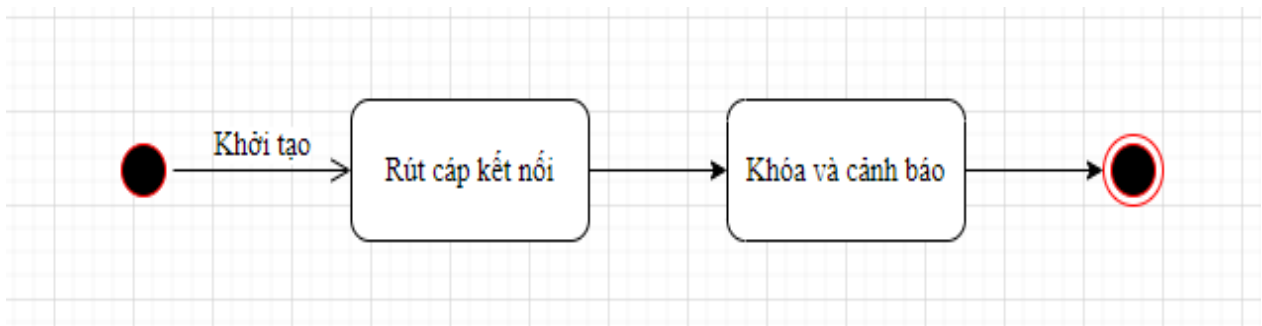 Khởi tạo
Rút cáp kết nối
Khóa và cảnh báo